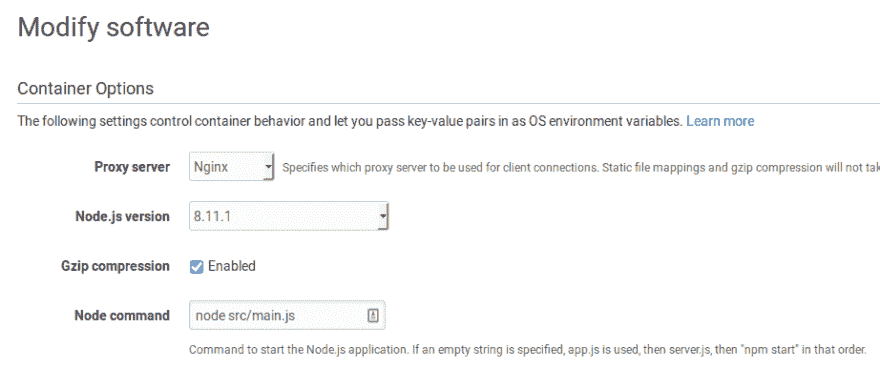 Modify software
Container Options
The following settings control container behavior and let you pass key-value pairs in as OS environment variables. Learn more
Proxy server Nginx Specifies which proxy server to be used for client connections. Static file mappings and gzip compression will not
Node.js version 8.11.1
Gzip compression Enabled
Node command node src/main.js
Command to start the Node.js application. If an empty string is specified, app.js is used, then server.js, then "npm start" in that order.